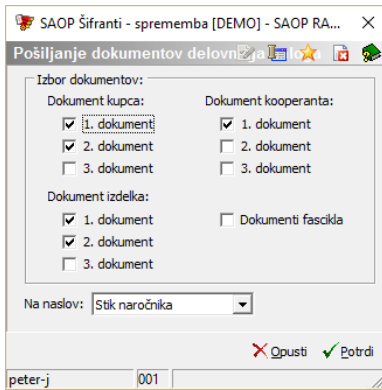 SAOP Šifranti - sprememba [DEMO] - SAOP RA...
Pošiljanje dokumentov delovn
Izbor dokumentov:
Dokument kupca: Dokument kooperanta:
1. dokument 1. dokument
2. dokument 2. dokument
3. dokument 3. dokument
Dokument izdelka:
1. dokument Dokumenti fascikla
2. dokument
3. dokument
Na naslov: Stik naročnika
Opusti Potrdi
peter-j 001